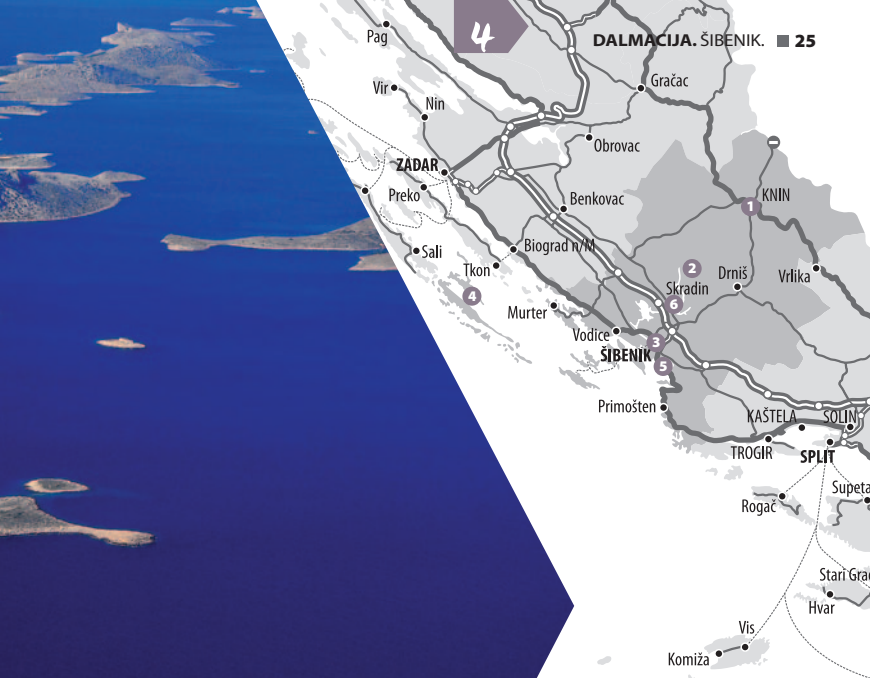 4
DALMACIJA. ŠIBENIK. 25
Pag
Gračac
Vir
Nin
Obrovac
ZADAR
Preko
Benkovac
1 KNIN
Biograd n/M
Sali
Tkon
2
Skradin
Drniš
Vrlika
4
6
Murter
Vodice
3
ŠIBENIK
5
Primošten
KAŠTELA
SOLIN
TROGIR
SPLIT
Rogač
Supeta
Stari Grad
Hvar
Vis
Komiža